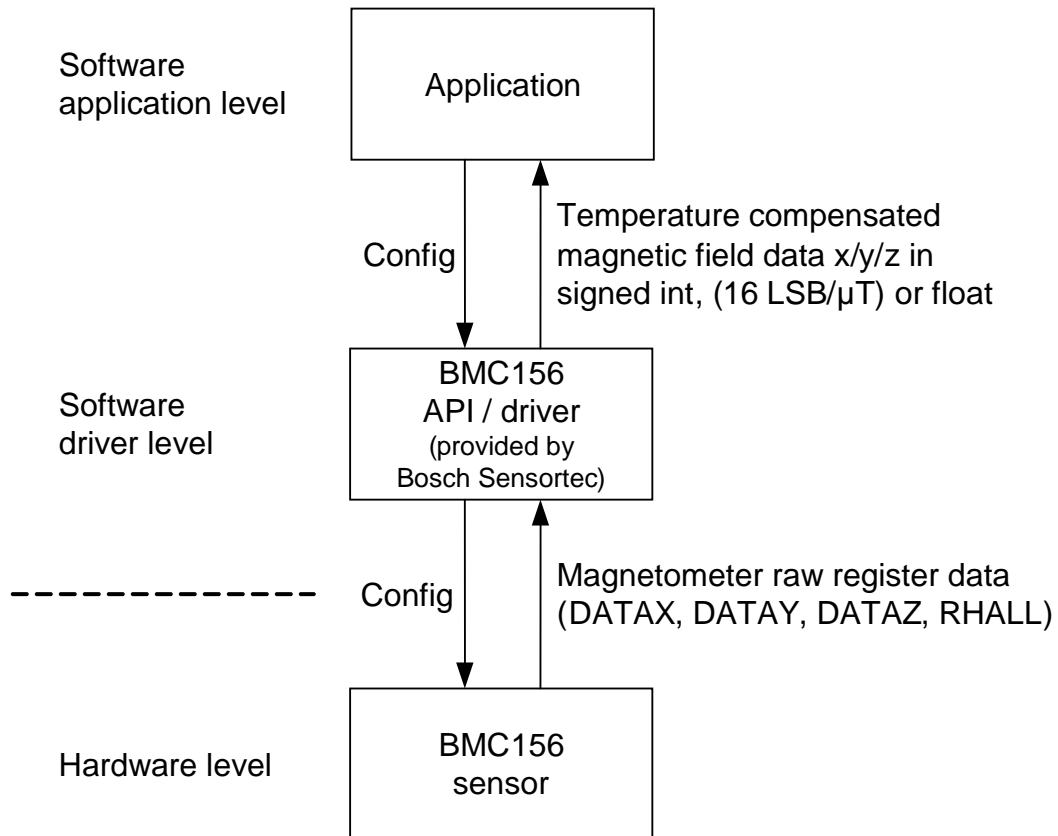 Software
application level
Application
Config
Temperature compensated
magnetic field data x/y/z in
signed int, (16 LSB/µT) or float
Software
driver level
BMC156
API / driver
(provided by
Bosch Sensortec)
Config
Magnetometer raw register data
(DATAX, DATAY, DATAZ, RHALL)
Hardware level
BMC156
sensor